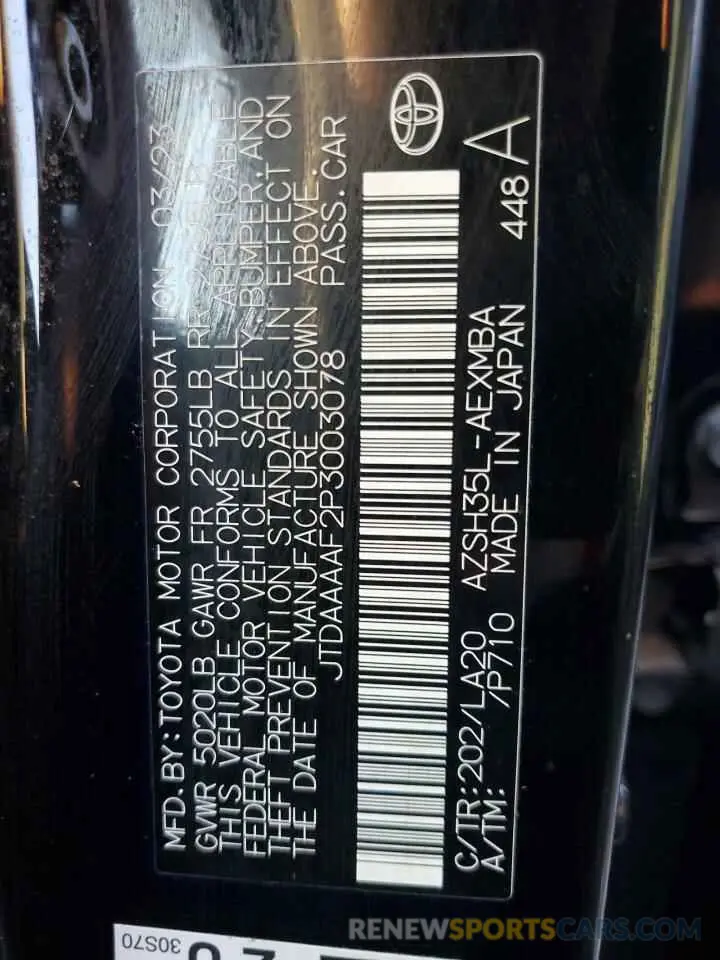 MFD.BY:TOYOTA MOTOR CORPORATION 03/23
GVWR 5020LB GAWR FR 2755LB RR
THIS VEHICLE CONFORMS TO ALL APPLICABLE
FEDERAL MOTOR VEHICLE SAFETY,BUMPER,AND
THEFT PREVENTION STANDARDS IN EFFECT ON
THE DATE OF MANUFACTURE SHOWN ABOVE.
JTDAAAAF2P3003078 PASS.CAR
C/TR:202/LA20 AZSH35L-AEXMBA 448 A
A/TM: /P710 MADE IN JAPAN
30S70
RENEWSPORTSCARS.COM